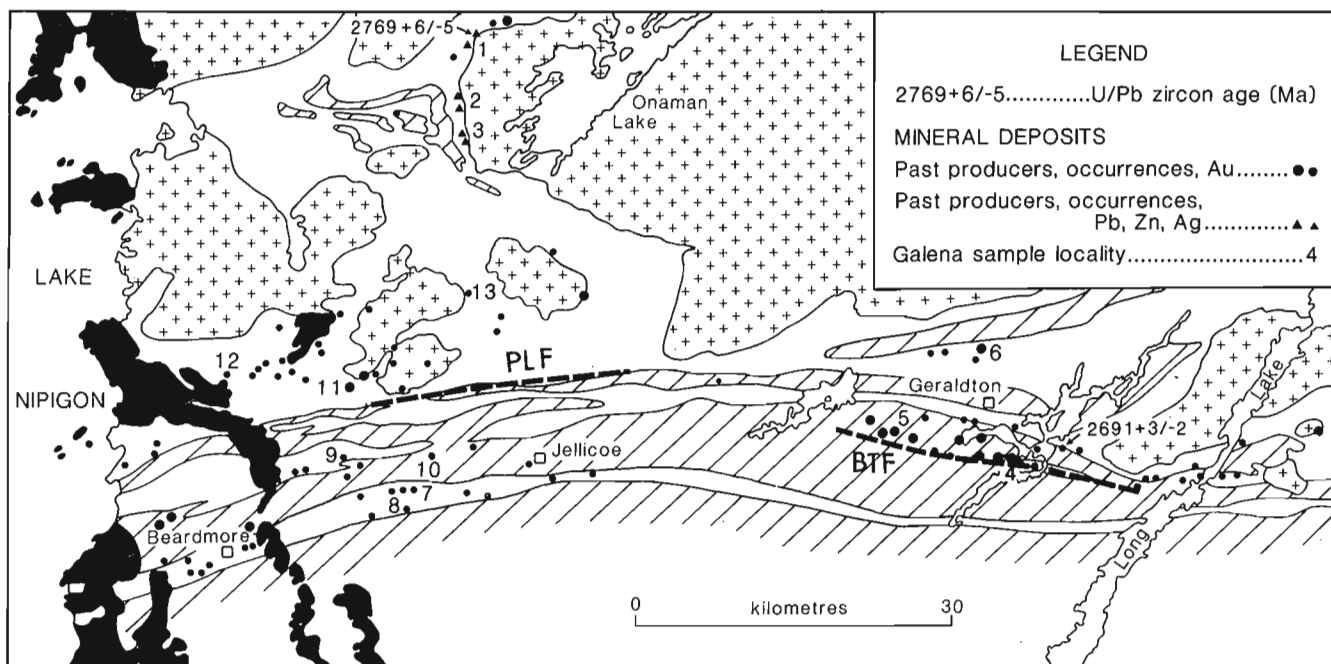 2769+6/-5
1
2
3
Onaman
Lake
LEGEND
2769+6/-5.............U/Pb zircon age (Ma)
MINERAL DEPOSITS
Past producers, occurrences, Au........
Past producers, occurrences,
Pb, Zn, Ag.............
Galena sample locality..........................4
LAKE
NIPIGON
13
12
11
PLF
6
Geraldton
5
2691+3/-2
BTF
4
Lake
Long
9
10
Jellicoe
7
8
Beardmore
0 kilometres 30